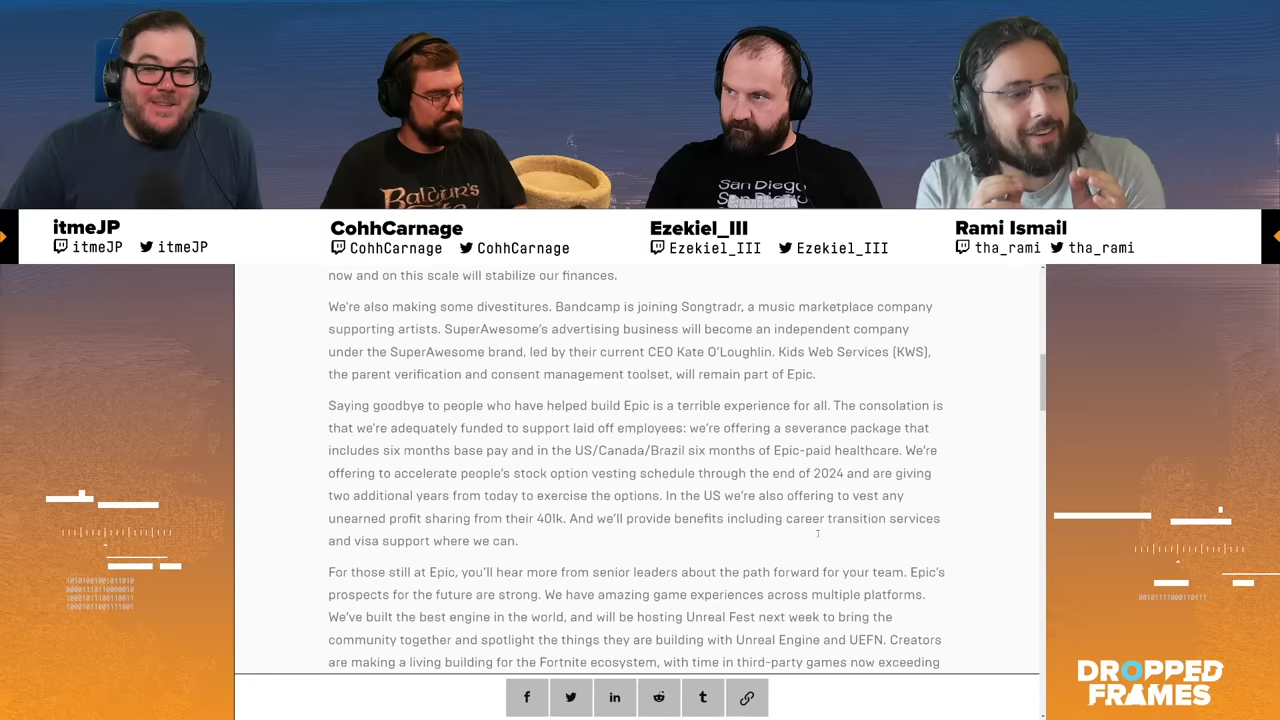 BALDUR'S
San Diego
San Diego
itmeJP
itmeJP itmeJP
CohhCarnage
CohhCarnage CohhCarnage
Ezekiel_III
Ezekiel_III Ezekiel_III
Rami Ismail
tha_rami tha_rami
now and on this scale will stabilize our finances.
We're also making some divestitures. Bandcamp is joining Songtradr, a music marketplace company
supporting artists. SuperAwesome's advertising business will become an independent company
under the SuperAwesome brand, led by their current CEO Kate O'Loughlin. Kids Web Services (KWS),
the parent verification and consent management toolset, will remain part of Epic.
Saying goodbye to people who have helped build Epic is a terrible experience for all. The consolation is
that we're adequately funded to support laid off employees: we're offering a severance package that
includes six months base pay and in the US/Canada/Brazil six months of Epic-paid healthcare. We're
offering to accelerate people's stock option vesting schedule through the end of 2024 and are giving
two additional years from today to exercise the options. In the US we're also offering to vest any
unearned profit sharing from their 401k. And we'll provide benefits including career transition services
and visa support where we can.
For those still at Epic, you'll hear more from senior leaders about the path forward for your team. Epic's
prospects for the future are strong. We have amazing game experiences across multiple platforms.
We've built the best engine in the world, and will be hosting Unreal Fest next week to bring the
community together and spotlight the things they are building with Unreal Engine and UEFN. Creators
are making a living building for the Fortnite ecosystem, with time in third-party games now exceeding
DROPPED
FRAMES